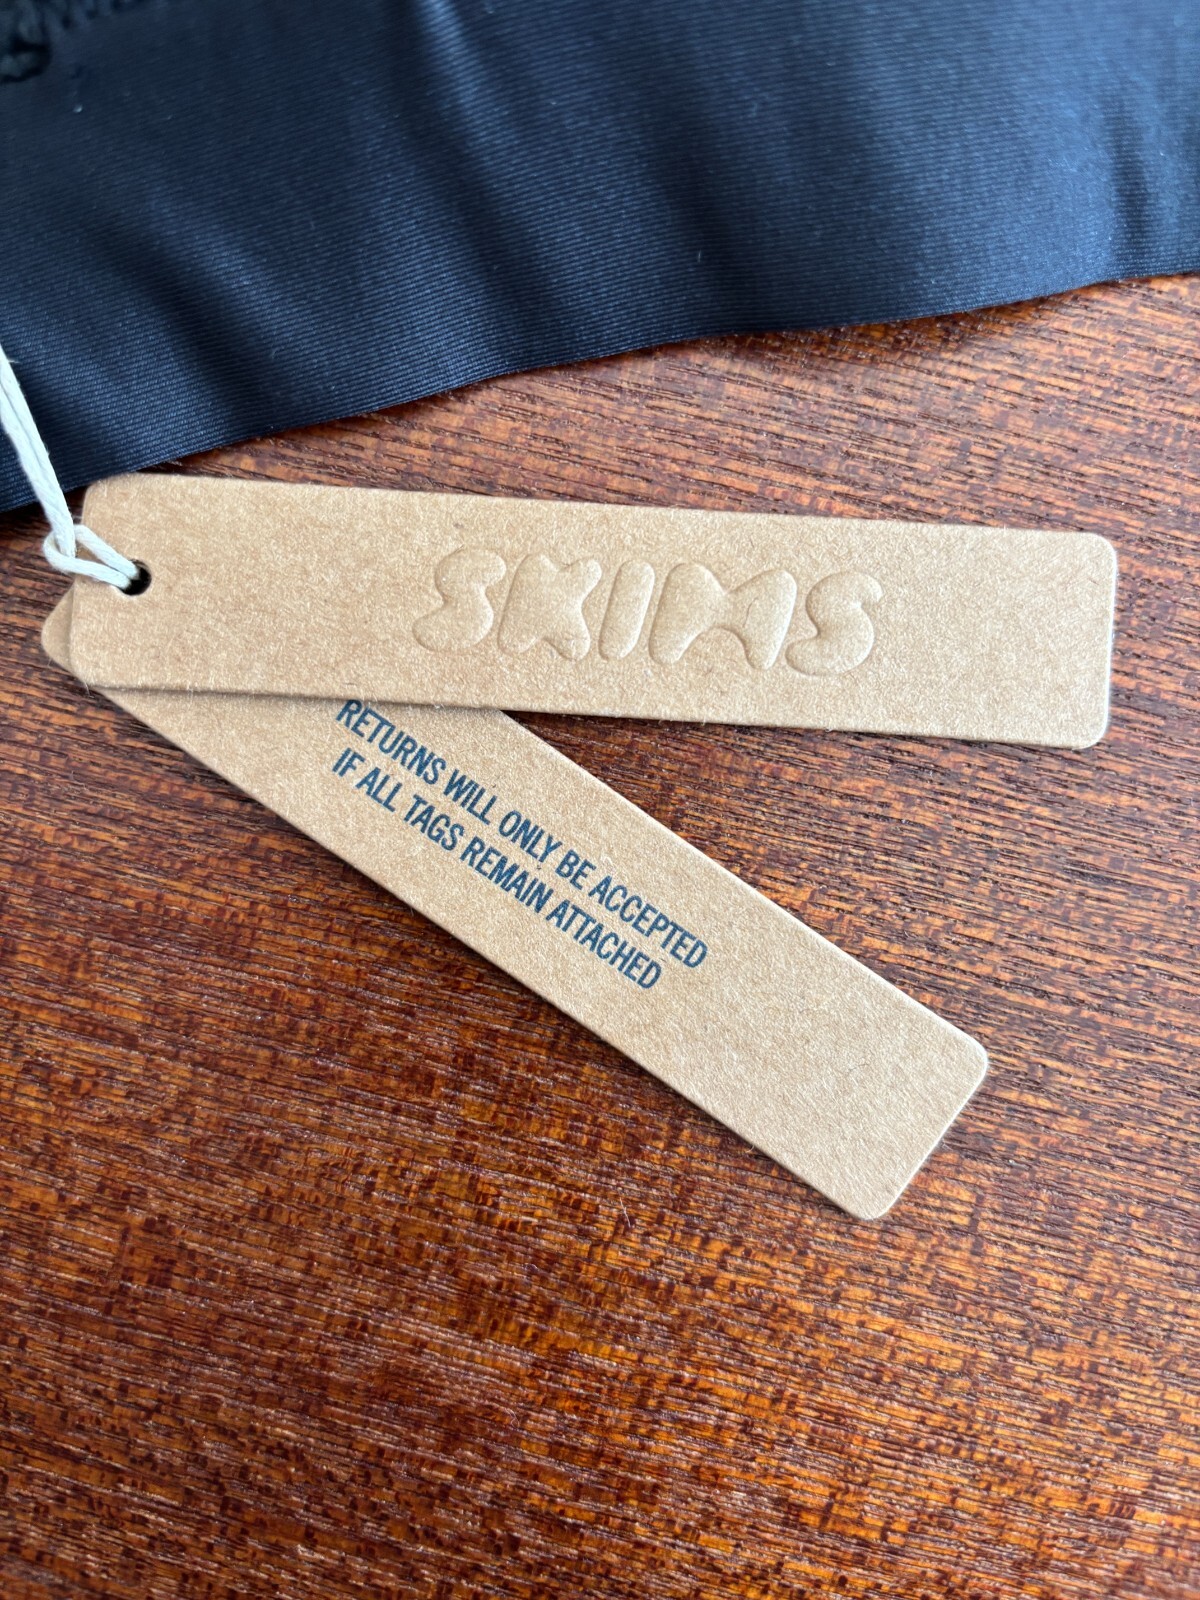 SKIMS
RETURNS WILL ONLY BE ACCEPTED
IF ALL TAGS REMAIN ATTACHED